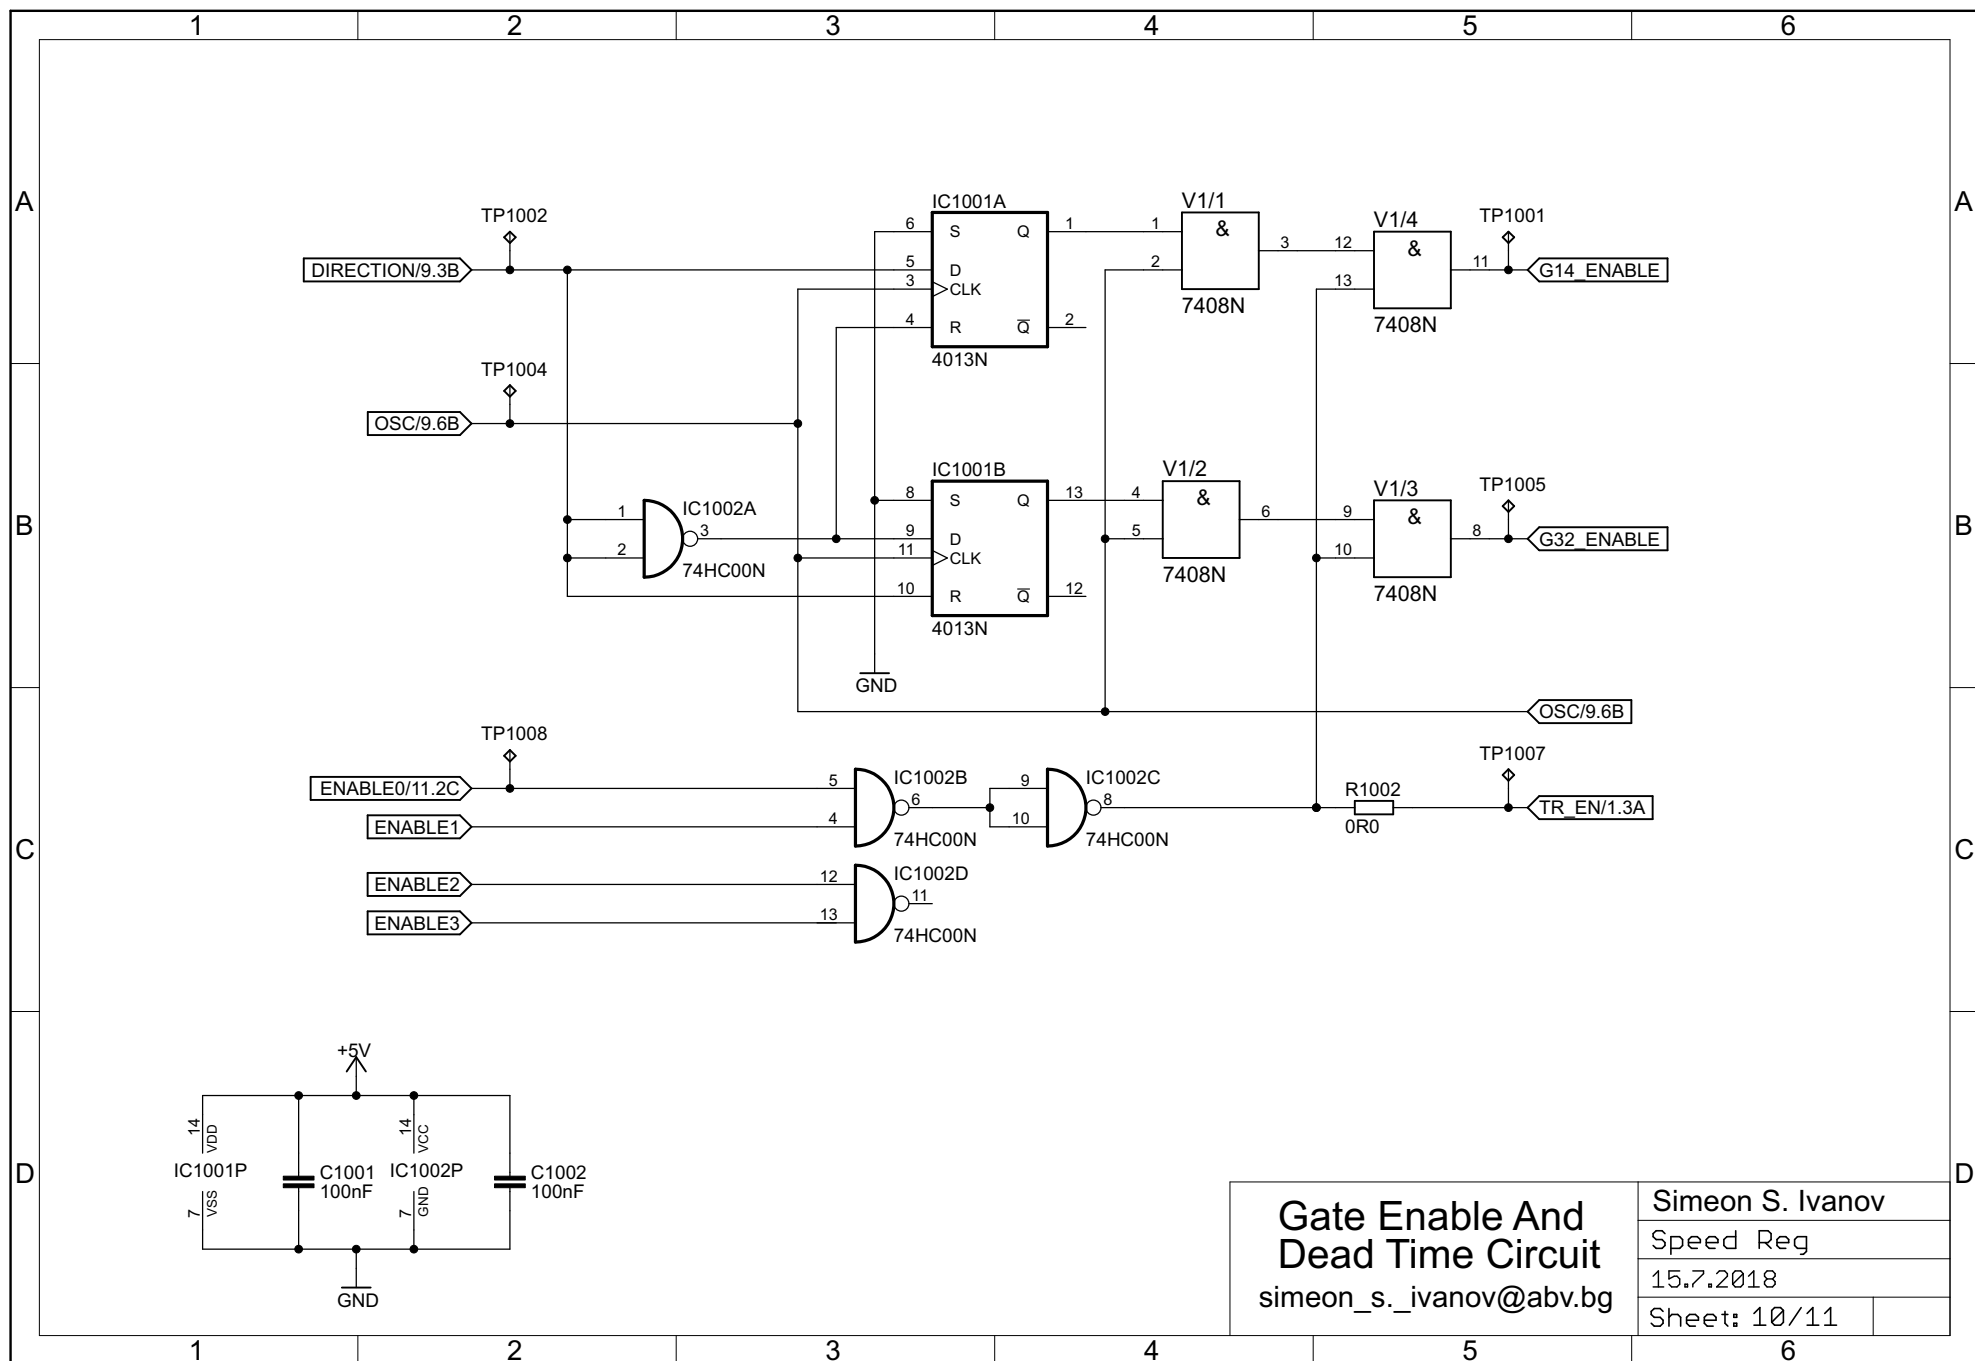 1 2 3 4 5 6
A A
IC1001A
V1/1
TP1002
V1/4
TP1001
6 S Q 1 1 &
3 12 &
DIRECTION/9.3B
5 D
2
11 G14_ENABLE
3 CLK
13
7408N
4 R Q 2
7408N
4013N
TP1004
OSC/9.6B
IC1001B
V1/2
V1/3
TP1005
8 S Q 13 4 &
IC1002A
1
6 9 &
B B
3
9 D
5
8 G32_ENABLE
2
11 CLK
10
74HC00N
7408N
10 R Q 12
7408N
4013N
GND
OSC/9.6B
TP1008
TP1007
IC1002B
IC1002C
ENABLE0/11.2C
5
9
R1002
6
8
TR_EN/1.3A
ENABLE1
4
10
0R0
74HC00N
74HC00N
C C
IC1002D
ENABLE2
12
11
ENABLE3
13
74HC00N
+5V
14 VDD
14 VCC
IC1001P
C1001
100nF
IC1002P
C1002
100nF
D D
7 VSS
7 GND
GND
Gate Enable And
Dead Time Circuit
simeon_s._ivanov@abv.bg
Simeon S. Ivanov
Speed Reg
15.7.2018
Sheet: 10/11
1 2 3 4 5 6